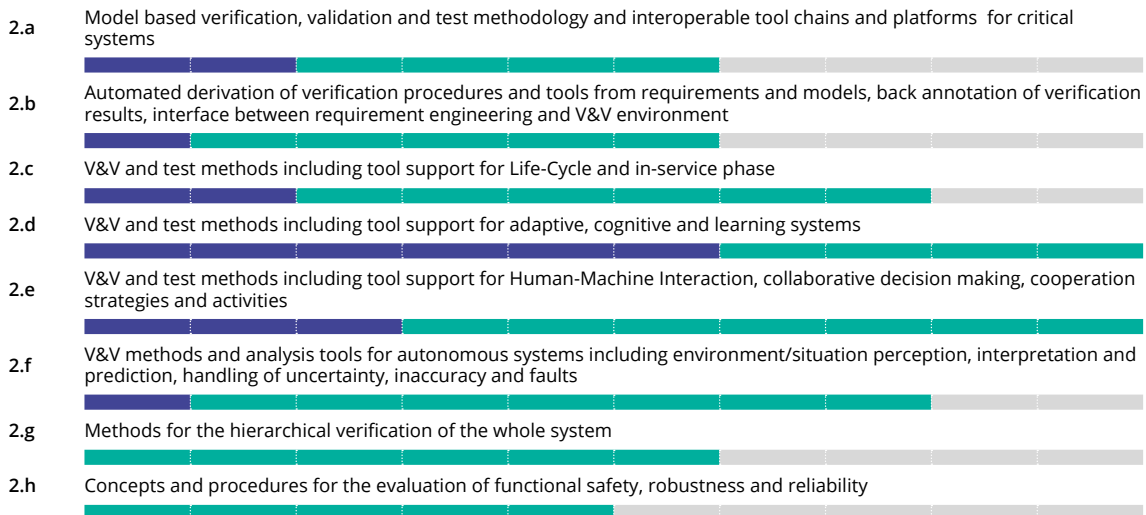 2.a
Model based verification, validation and test methodology and interoperable tool chains and platforms  for critical
systems
2.b
Automated derivation of verification procedures and tools from requirements and models, back annotation of verification
results, interface between requirement engineering and V&V environment
2.c
V&V and test methods including tool support for Life-Cycle and in-service phase
2.d
V&V and test methods including tool support for adaptive, cognitive and learning systems
2.e
V&V and test methods including tool support for Human-Machine Interaction, collaborative decision making, cooperation
strategies and activities
2.f
V&V methods and analysis tools for autonomous systems including environment/situation perception, interpretation and
prediction, handling of uncertainty, inaccuracy and faults
2.g
Methods for the hierarchical verification of the whole system
2.h
Concepts and procedures for the evaluation of functional safety, robustness and reliability